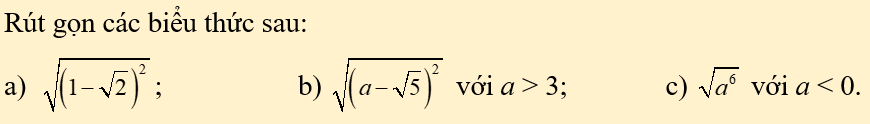 Rút gọn các biểu thức sau:
a) √((1−√2)²) ; b) √((a−√5)²) với a > 3; c) √(a⁶) với a < 0.